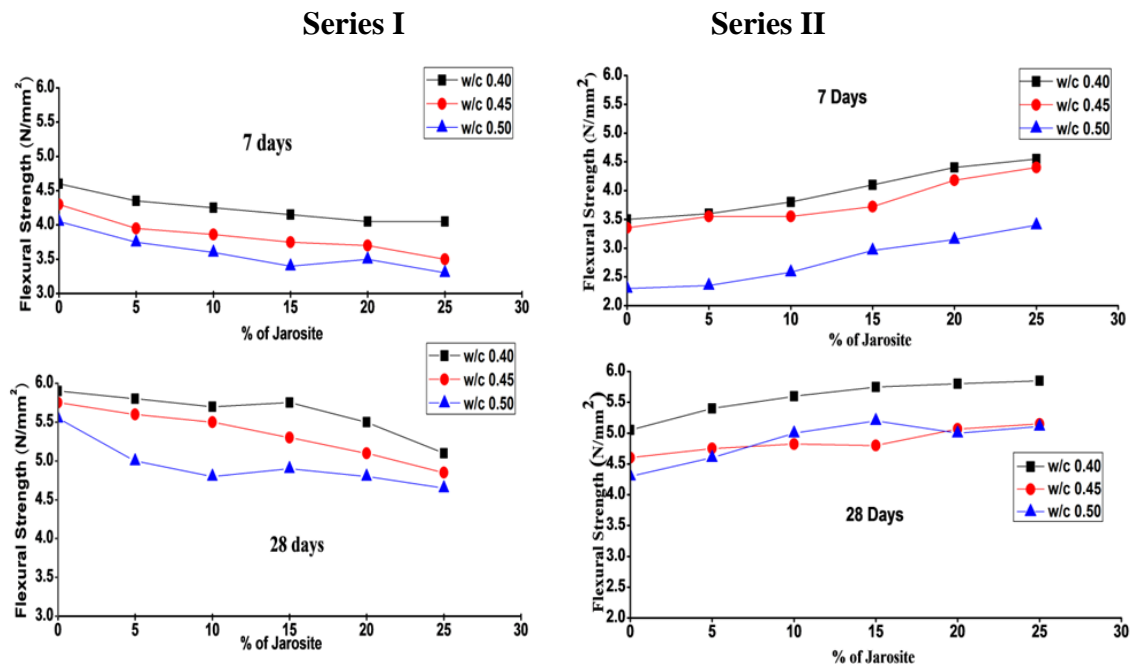 Series I
Series II
Flexural Strength (N/mm²)
6.0
5.5
5.0
4.5
4.0
3.5
3.0
7 days
w/c 0.40
w/c 0.45
w/c 0.50
0 5 10 15 20 25 30
% of Jarosite
Flexural Strength (N/mm²)
6.0
5.5
5.0
4.5
4.0
3.5
3.0
2.5
2.0
7 Days
w/c 0.40
w/c 0.45
w/c 0.50
0 5 10 15 20 25 30
% of Jarosite
Flexural Strength (N/mm²)
6.0
5.5
5.0
4.5
4.0
3.5
3.0
w/c 0.40
w/c 0.45
w/c 0.50
28 days
0 5 10 15 20 25 30
% of Jarosite
Flexural Strength (N/mm²)
6.0
5.5
5.0
4.5
4.0
3.5
3.0
2.5
2.0
w/c 0.40
w/c 0.45
w/c 0.50
28 Days
0 5 10 15 20 25 30
% of Jarosite